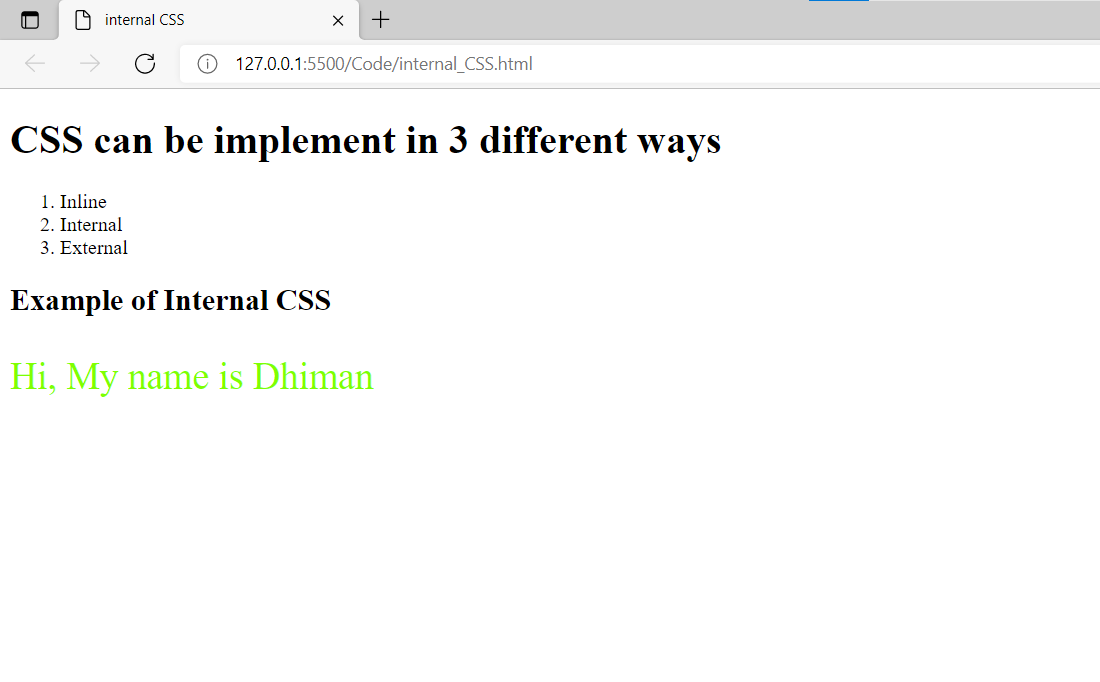 internal CSS
127.0.0.1:5500/Code/internal_CSS.html
CSS can be implement in 3 different ways
1. Inline
2. Internal
3. External
Example of Internal CSS
Hi, My name is Dhiman